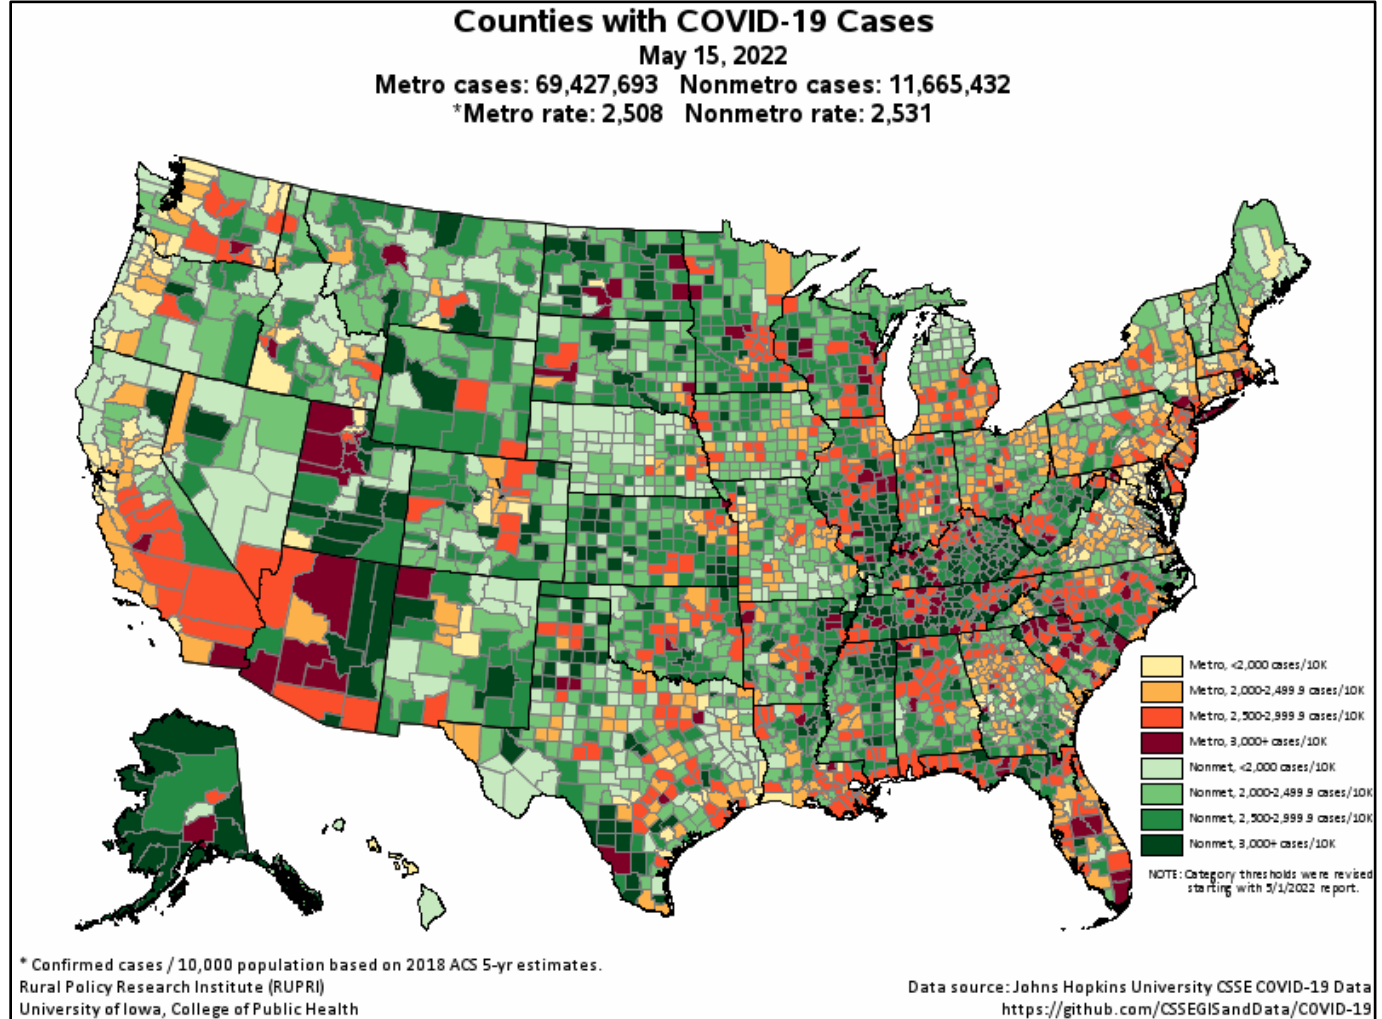 Counties with COVID-19 Cases
May 15, 2022
Metro cases: 69,427,693 Nonmetro cases: 11,665,432
*Metro rate: 2,508 Nonmetro rate: 2,531
Metro, <2,000 cases/10K
Metro, 2,000-2,499.9 cases/10K
Metro, 2,500-2,999.9 cases/10K
Metro, 3,000+ cases/10K
Nonmet, <2,000 cases/10K
Nonmet, 2,000-2,499.9 cases/10K
Nonmet, 2,500-2,999.9 cases/10K
Nonmet, 3,000+ cases/10K
NOTE: Category thresholds were revised
starting with 5/1/2022 report.
* Confirmed cases / 10,000 population based on 2018 ACS 5-yr estimates.
Rural Policy Research Institute (RUPRI)
University of Iowa, College of Public Health
Data source: Johns Hopkins University CSSE COVID-19 Data
https://github.com/CSSEGISandData/COVID-19